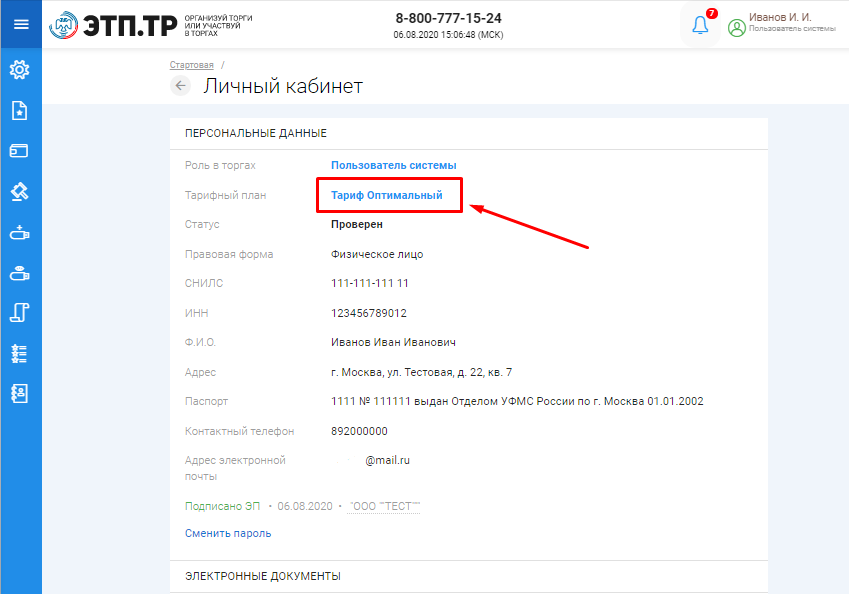 ЭТП.ТР
ОРГАНИЗУЙ ТОРГИ
ИЛИ УЧАСТВУЙ
В ТОРГАХ
8-800-777-15-24
06.08.2020 15:06:48 (МСК)
7
Иванов И. И.
Пользователь системы
Стартовая /
Личный кабинет
ПЕРСОНАЛЬНЫЕ ДАННЫЕ
Роль в торгах Пользователь системы
Тарифный план Тариф Оптимальный
Статус Проверен
Правовая форма Физическое лицо
СНИЛС 111-111-111 11
ИНН 123456789012
Ф.И.О. Иванов Иван Иванович
Адрес г. Москва, ул. Тестовая, д. 22, кв. 7
Паспорт 1111 № 111111 выдан Отделом УФМС России по г. Москва 01.01.2002
Контактный телефон 892000000
Адрес электронной @mail.ru
почты
Подписано ЭП • 06.08.2020 • "ООО ""ТЕСТ"""
Сменить пароль
ЭЛЕКТРОННЫЕ ДОКУМЕНТЫ